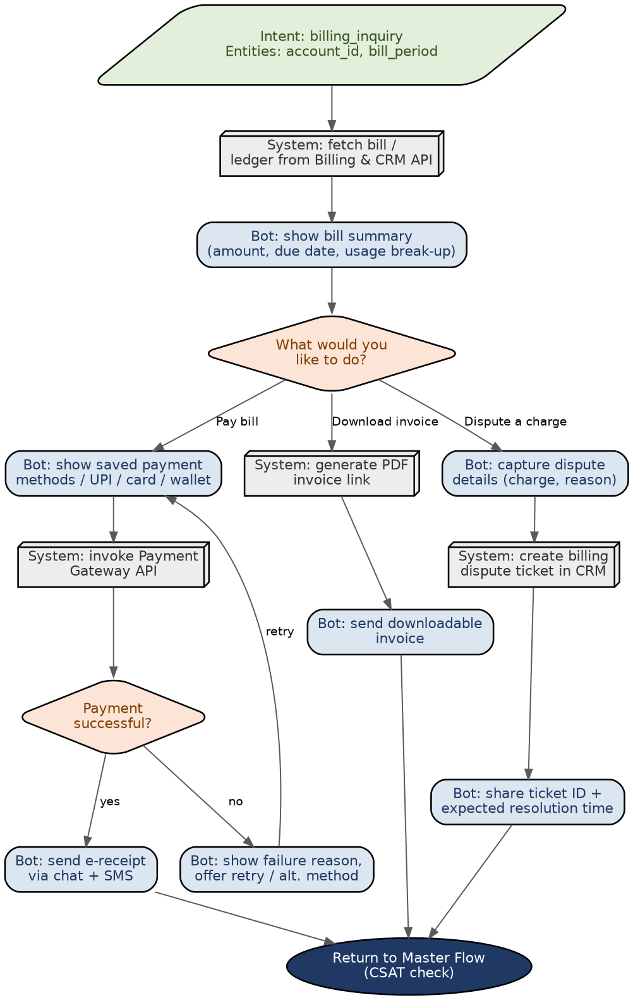 Intent: billing_inquiry
Entities: account_id, bill_period
System: fetch bill /
ledger from Billing & CRM API
Bot: show bill summary
(amount, due date, usage break-up)
What would you
like to do?
Pay bill
Download invoice
Dispute a charge
Bot: show saved payment
methods / UPI / card / wallet
System: generate PDF
invoice link
Bot: capture dispute
details (charge, reason)
System: invoke Payment
Gateway API
System: create billing
dispute ticket in CRM
Bot: send downloadable
invoice
retry
Payment
successful?
Bot: share ticket ID +
expected resolution time
yes
no
Bot: send e-receipt
via chat + SMS
Bot: show failure reason,
offer retry / alt. method
Return to Master Flow
(CSAT check)